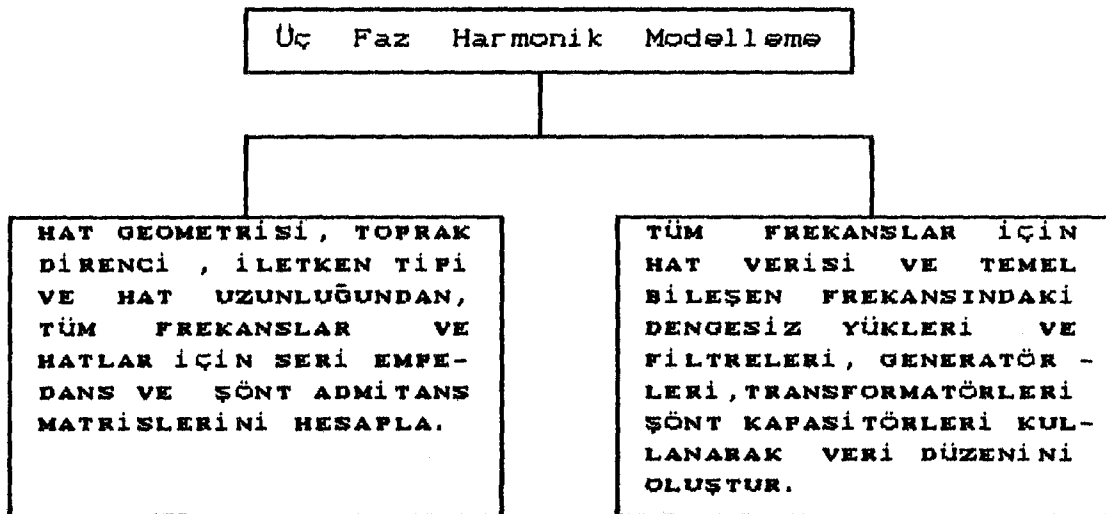 Üç Faz Harmonik Modelleme
HAT GEOMETRİSİ, TOPRAK
DİRENCİ , İLETKEN TİPİ
VE HAT UZUNLUĞUNDAN,
TÜM FREKANSLAR VE
HATLAR İÇİN SERİ EMPE-
DANS VE ŞÖNT ADMİTANS
MATRİSLERİNİ HESAPLA.
TÜM FREKANSLAR İÇİN
HAT VERİSİ VE TEMEL
BİLEŞEN FREKANSINDAKİ
DENGESİZ YÜKLERİ VE
FİLTRELERİ, GENERATÖR -
LERİ,TRANSFORMATÖRLERİ
ŞÖNT KAPASİTÖRLERİ KUL-
LANARAK VERİ DÜZENİNİ
OLUŞTUR.